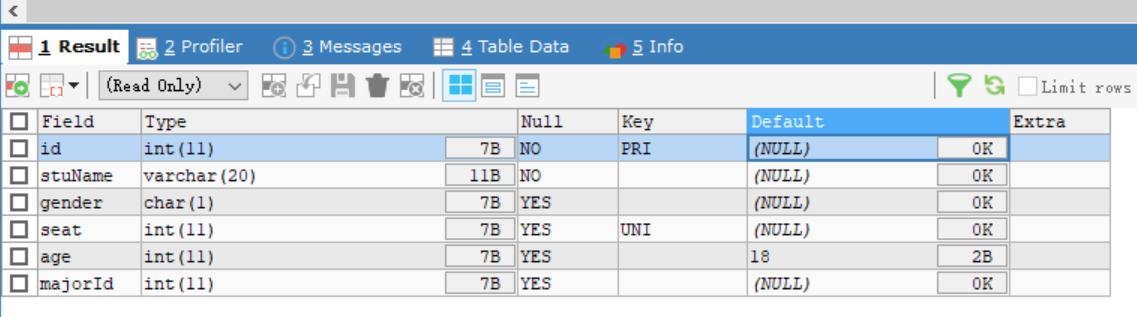 1 Result 2 Profiler 3 Messages 4 Table Data 5 Info
(Read Only) Limit rows
Field Type Null Key Default Extra
id int(11) 7B NO PRI (NULL) 0K
stuName varchar(20) 11B NO (NULL) 0K
gender char(1) 7B YES (NULL) 0K
seat int(11) 7B YES UNI (NULL) 0K
age int(11) 7B YES 18 2B
majorId int(11) 7B YES (NULL) 0K